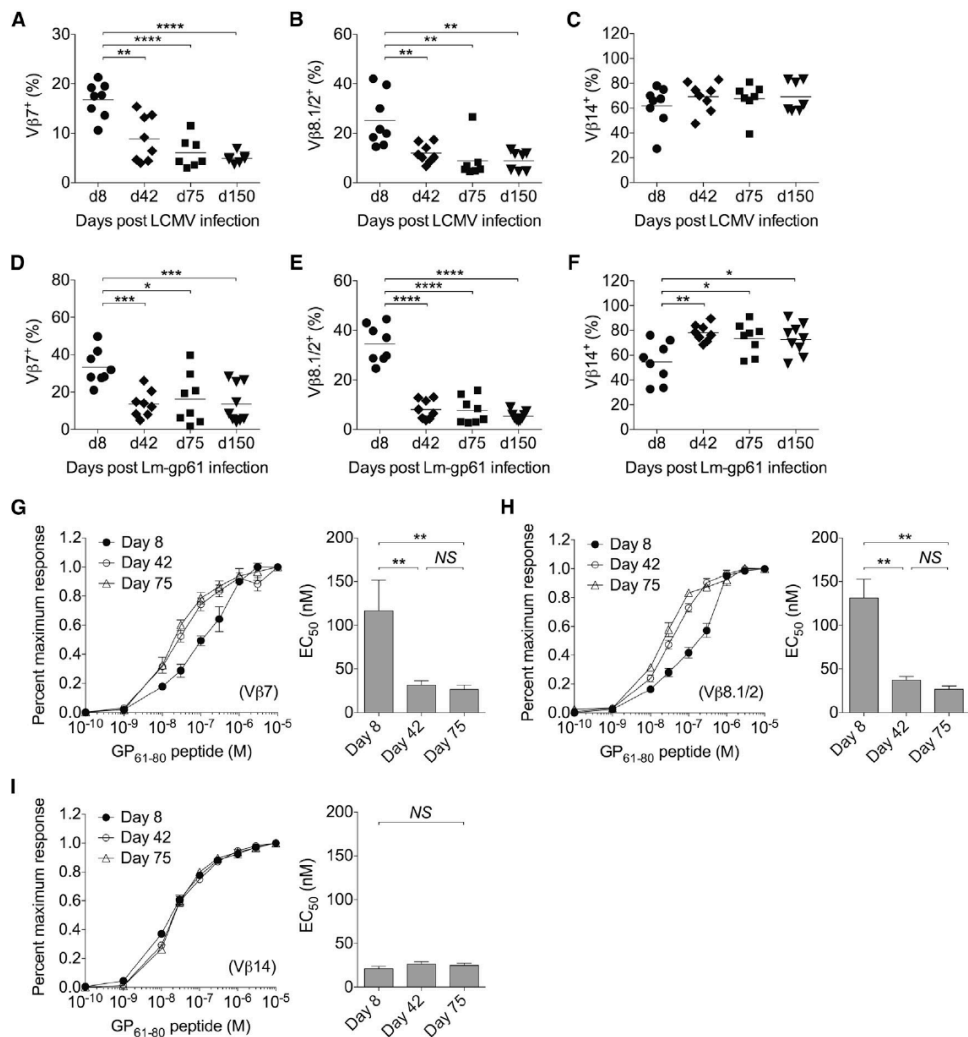 A
B
C
Vβ7+ (%)
25
20
15
10
5
0
****
****
**
d8 d42 d75 d150
Days post LCMV infection
Vβ8.1/2+ (%)
60
40
20
0
**
**
**
d8 d42 d75 d150
Days post LCMV infection
Vβ14+ (%)
120
100
80
60
40
20
0
d8 d42 d75 d150
Days post LCMV infection
D
E
F
Vβ7+ (%)
80
60
40
20
0
***
*
***
d8 d42 d75 d150
Days post Lm-gp61 infection
Vβ8.1/2+ (%)
60
40
20
0
****
****
****
d8 d42 d75 d150
Days post Lm-gp61 infection
Vβ14+ (%)
120
100
80
60
40
20
0
*
*
**
d8 d42 d75 d150
Days post Lm-gp61 infection
G
H
Percent maximum response
1.2
1.0
0.8
0.6
0.4
0.2
0.0
Day 8
Day 42
Day 75
(Vβ7)
10-10 10-9 10-8 10-7 10-6 10-5
GP61-80 peptide (M)
EC50 (nM)
200
150
100
50
0
**
** NS
Day 8
Day 42
Day 75
Percent maximum response
1.2
1.0
0.8
0.6
0.4
0.2
0.0
Day 8
Day 42
Day 75
(Vβ8.1/2)
10-10 10-9 10-8 10-7 10-6 10-5
GP61-80 peptide (M)
EC50 (nM)
200
150
100
50
0
**
** NS
Day 8
Day 42
Day 75
I
Percent maximum response
1.2
1.0
0.8
0.6
0.4
0.2
0.0
Day 8
Day 42
Day 75
(Vβ14)
10-10 10-9 10-8 10-7 10-6 10-5
GP61-80 peptide (M)
EC50 (nM)
200
150
100
50
0
NS
Day 8
Day 42
Day 75